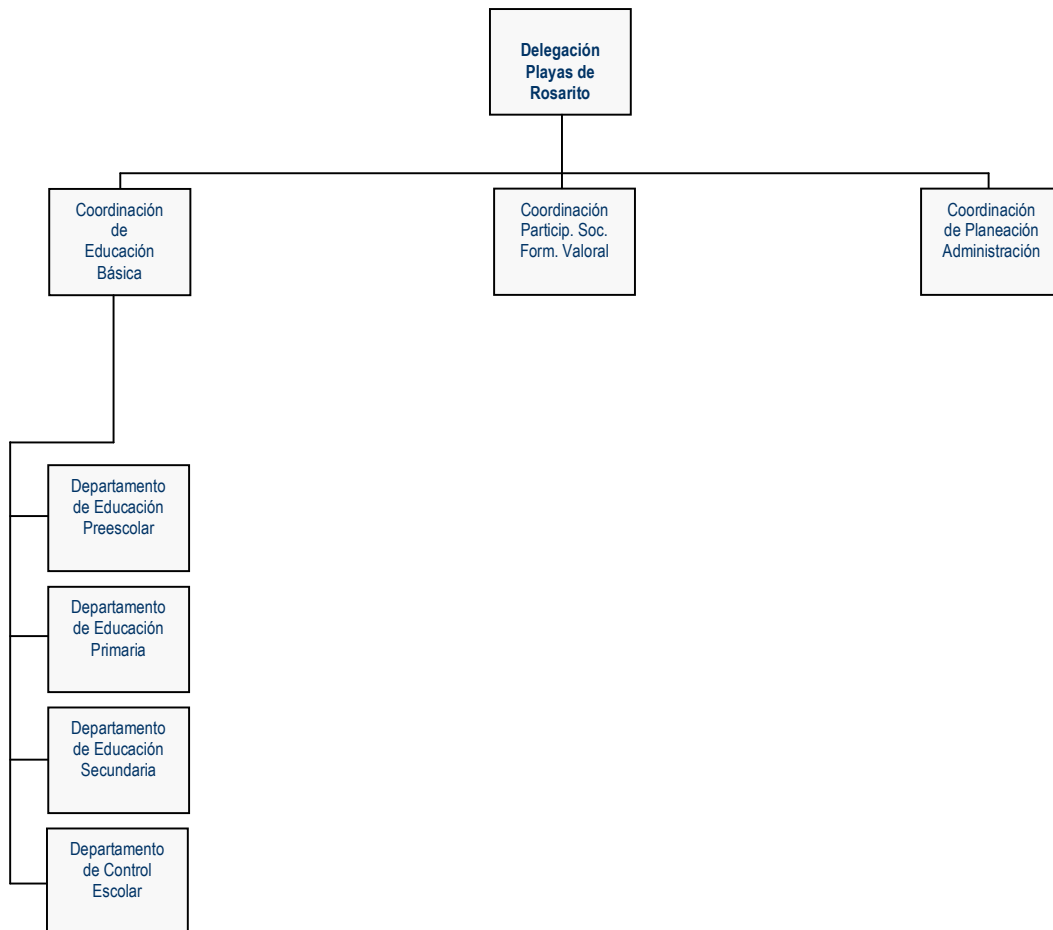 Delegación
Playas de
Rosarito
Coordinación
de
Educación
Básica
Coordinación
Particip. Soc.
Form. Valoral
Coordinación
de Planeación
Administración
Departamento
de Educación
Preescolar
Departamento
de Educación
Primaria
Departamento
de Educación
Secundaria
Departamento
de Control
Escolar